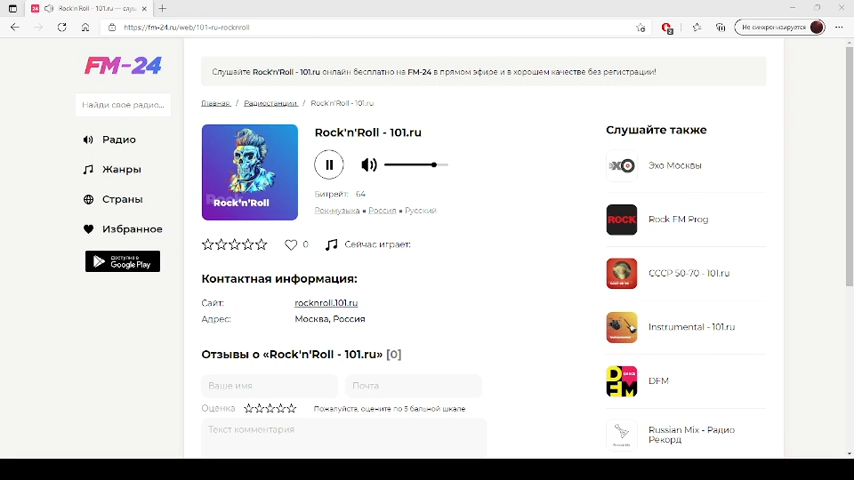 Rock'n'Roll - 101.ru — слуш
https://fm-24.ru/web/101-ru-rocknroll
Не синхронизируется
FM-24
Найди свое радио...
Радио
Жанры
Страны
Избранное
ДОСТУПНО В
Google Play
Слушайте Rock'n'Roll - 101.ru онлайн бесплатно на FM-24 в прямом эфире и в хорошем качестве без регистрации!
Главная / Радиостанции / Rock'n'Roll - 101.ru
Rock'n'Roll
Rock'n'Roll - 101.ru
Битрейт: 64
Рок-музыка • Россия • Русский
0
Сейчас играет:
Контактная информация:
Сайт: rocknroll.101.ru
Адрес: Москва, Россия
Отзывы о «Rock'n'Roll - 101.ru» [0]
Ваше имя
Почта
Оценка
Пожалуйста, оцените по 5 бальной шкале
Текст комментария
Слушайте также
Эхо Москвы
ROCK
Rock FM Prog
СССР 50-70 - 101.ru
Instrumental - 101.ru
DFM
Russian Mix - Радио
Рекорд